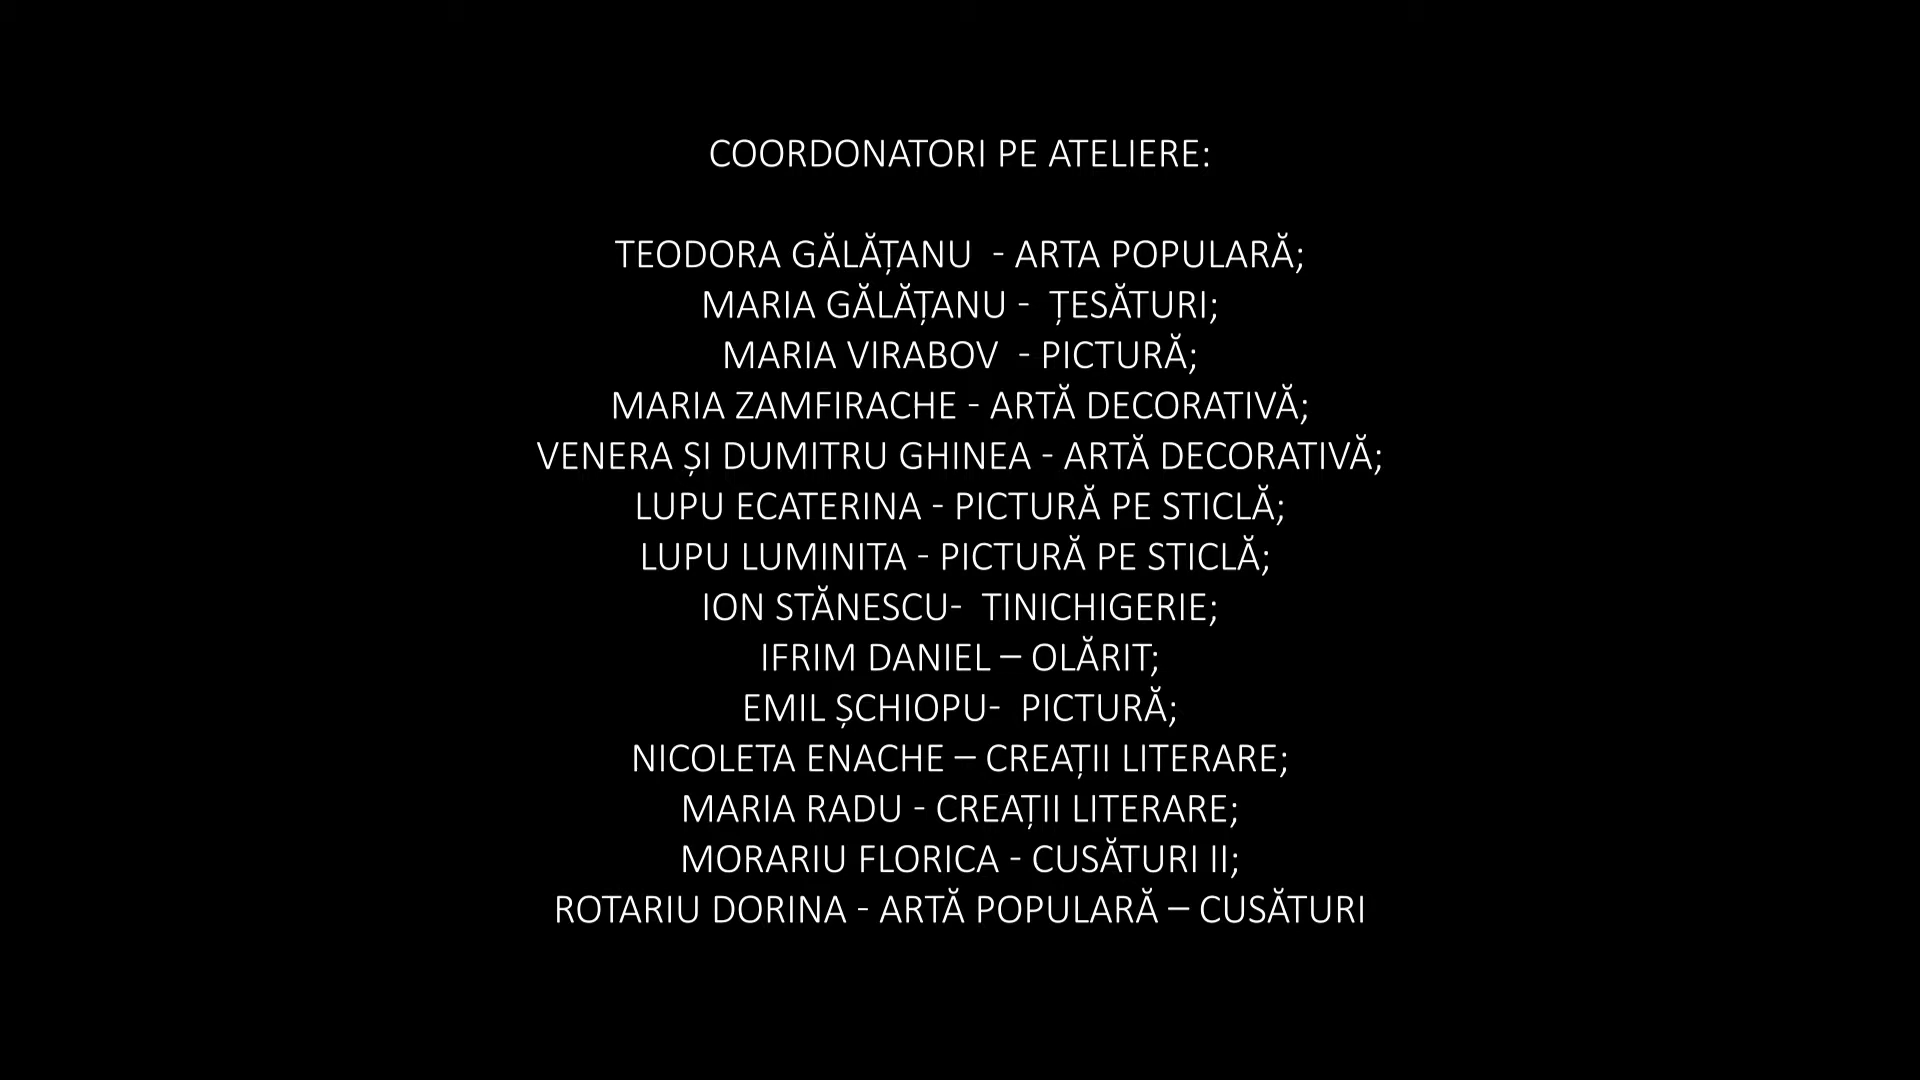 COORDONATORI PE ATELIERE:
TEODORA GĂLĂȚANU  - ARTA POPULARĂ;
MARIA GĂLĂȚANU -  ȚESĂTURI;
MARIA VIRABOV  - PICTURĂ;
MARIA ZAMFIRACHE - ARTĂ DECORATIVĂ;
VENERA ȘI DUMITRU GHINEA - ARTĂ DECORATIVĂ;
LUPU ECATERINA - PICTURĂ PE STICLĂ;
LUPU LUMINITA - PICTURĂ PE STICLĂ;
ION STĂNESCU-  TINICHIGERIE;
IFRIM DANIEL – OLĂRIT;
EMIL ȘCHIOPU-  PICTURĂ;
NICOLETA ENACHE – CREAȚII LITERARE;
MARIA RADU - CREAȚII LITERARE;
MORARIU FLORICA - CUSĂTURI II;
ROTARIU DORINA - ARTĂ POPULARĂ – CUSĂTURI